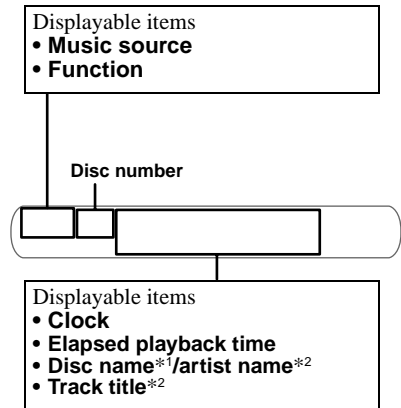 Displayable items
• Music source
• Function
Disc number
Displayable items
• Clock
• Elapsed playback time
• Disc name*1/artist name*2
• Track title*2